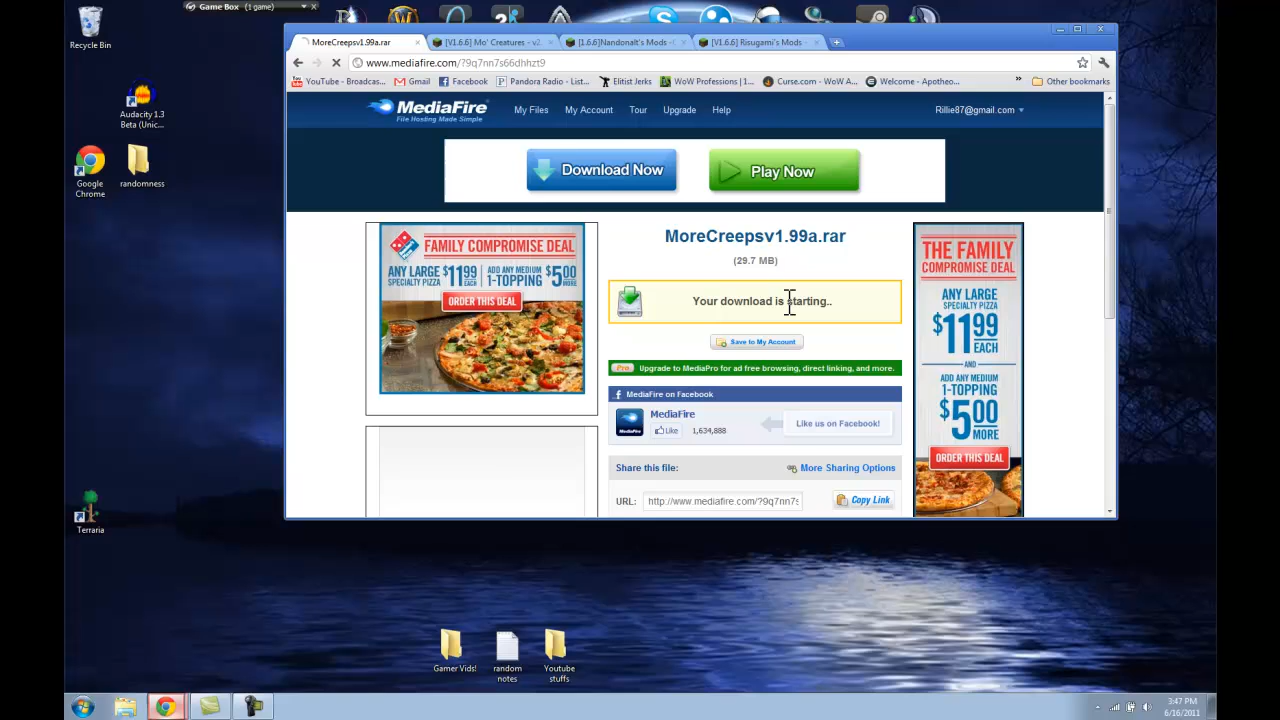 Game Box (1 game)
Recycle Bin
MoreCreepsv1.99a.rar
[V1.6.6] Mo' Creatures - v2.
[1.6.6]Nandonalt's Mods -
[V1.6.6] Risugami's Mods -
www.mediafire.com/?9q7nn7s66dhhzt9
YouTube - Broadcas...
Gmail
Facebook
Pandora Radio - List...
Elitist Jerks
WoW Professions | 1...
Curse.com - WoW A...
Welcome - Apotheo...
»
Other bookmarks
MediaFire
File Hosting Made Simple
My Files
My Account
Tour
Upgrade
Help
Rillie87@gmail.com
Audacity 1.3
Beta (Unic...
Google
Chrome
randomness
Download Now
Play Now
FAMILY COMPROMISE DEAL
ANY LARGE
SPECIALTY PIZZA
$11.99
EACH
ADD ANY MEDIUM
1-TOPPING
$5.00
MORE
ORDER THIS DEAL
MoreCreepsv1.99a.rar
(29.7 MB)
Your download is starting..
Save to My Account
Pro
Upgrade to MediaPro for ad free browsing, direct linking, and more.
MediaFire on Facebook
MediaFire
Like
1,634,888
Like us on Facebook!
Share this file:
More Sharing Options
URL:
http://www.mediafire.com/?9q7nn7s
Copy Link
THE FAMILY
COMPROMISE DEAL
ANY LARGE
SPECIALTY PIZZA
$11.99
EACH
AND
ADD ANY MEDIUM
1-TOPPING
$5.00
MORE
ORDER THIS DEAL
Terraria
Gamer Vids!
random
notes
Youtube
stuffs
3:47 PM
6/16/2011